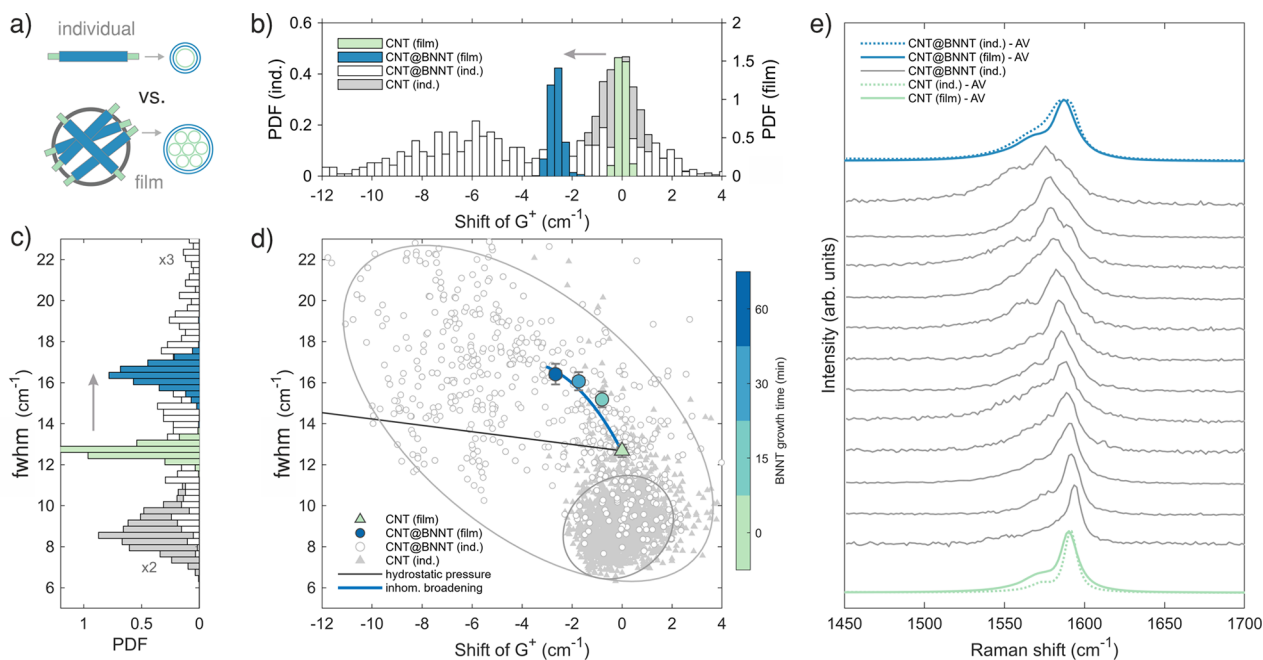 a)
individual
vs.
film
b)
CNT (film)
CNT@BNNT (film)
CNT@BNNT (ind.)
CNT (ind.)
PDF (ind.)
0.6
0.4
0.2
0
PDF (film)
2
1.5
1
0.5
0
-12 -10 -8 -6 -4 -2 0 2 4
Shift of G+ (cm-1)
c)
x3
x2
fwhm (cm-1)
22
20
18
16
14
12
10
8
6
1 0.5 0
PDF
d)
fwhm (cm-1)
22
20
18
16
14
12
10
8
6
CNT (film)
CNT@BNNT (film)
CNT@BNNT (ind.)
CNT (ind.)
hydrostatic pressure
inhom. broadening
-12 -10 -8 -6 -4 -2 0 2 4
Shift of G+ (cm-1)
60
30
15
0
BNNT growth time (min)
e)
CNT@BNNT (ind.) - AV
CNT@BNNT (film) - AV
CNT@BNNT (ind.)
CNT (ind.) - AV
CNT (film) - AV
Intensity (arb. units)
1450 1500 1550 1600 1650 1700
Raman shift (cm-1)